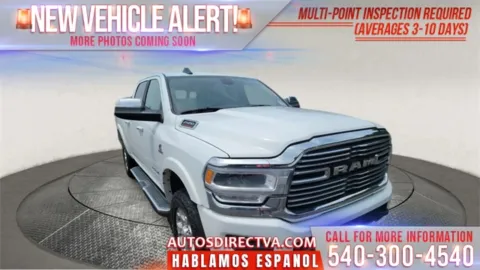 NEW VEHICLE ALERT!
MORE PHOTOS COMING SOON
MULTI-POINT INSPECTION REQUIRED
(AVERAGES 3-10 DAYS)
RAM
AUTOSDIRECTVA.COM
HABLAMOS ESPANOL
CALL FOR MORE INFORMATION
540-300-4540